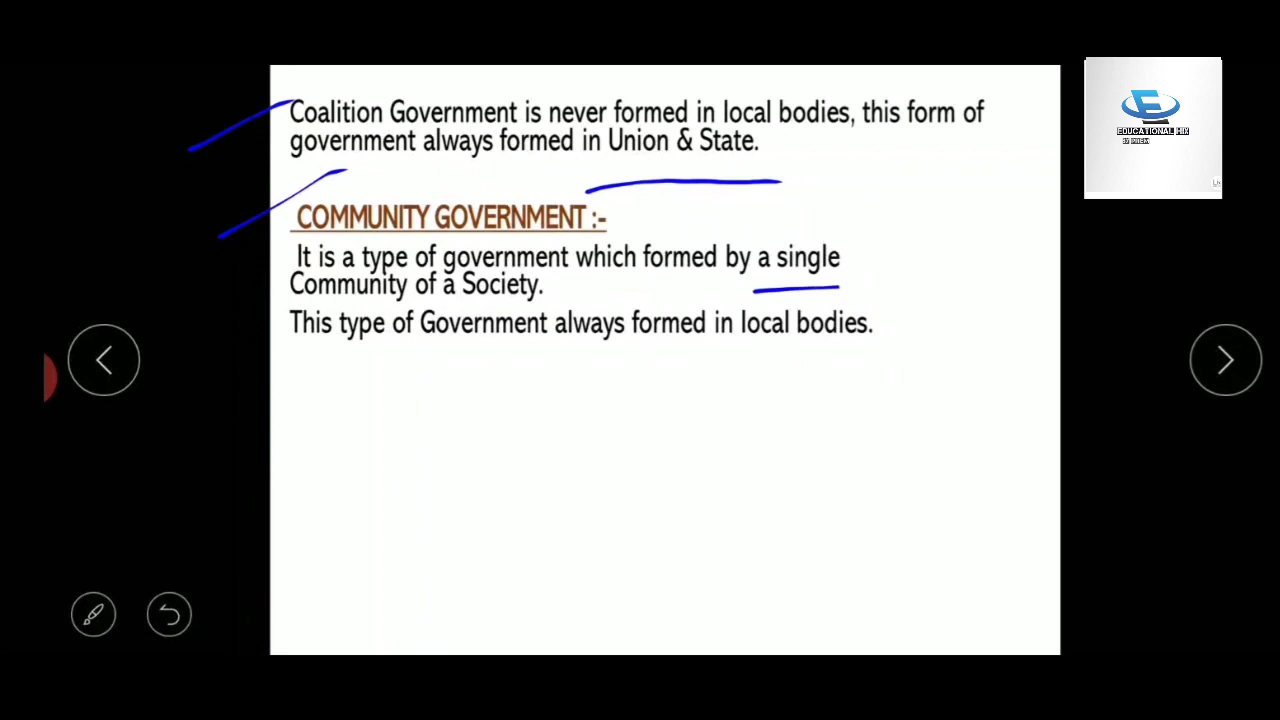 Coalition Government is never formed in local bodies, this form of
government always formed in Union & State.
COMMUNITY GOVERNMENT :-
It is a type of government which formed by a single
Community of a Society.
This type of Government always formed in local bodies.
EDUCATIONAL